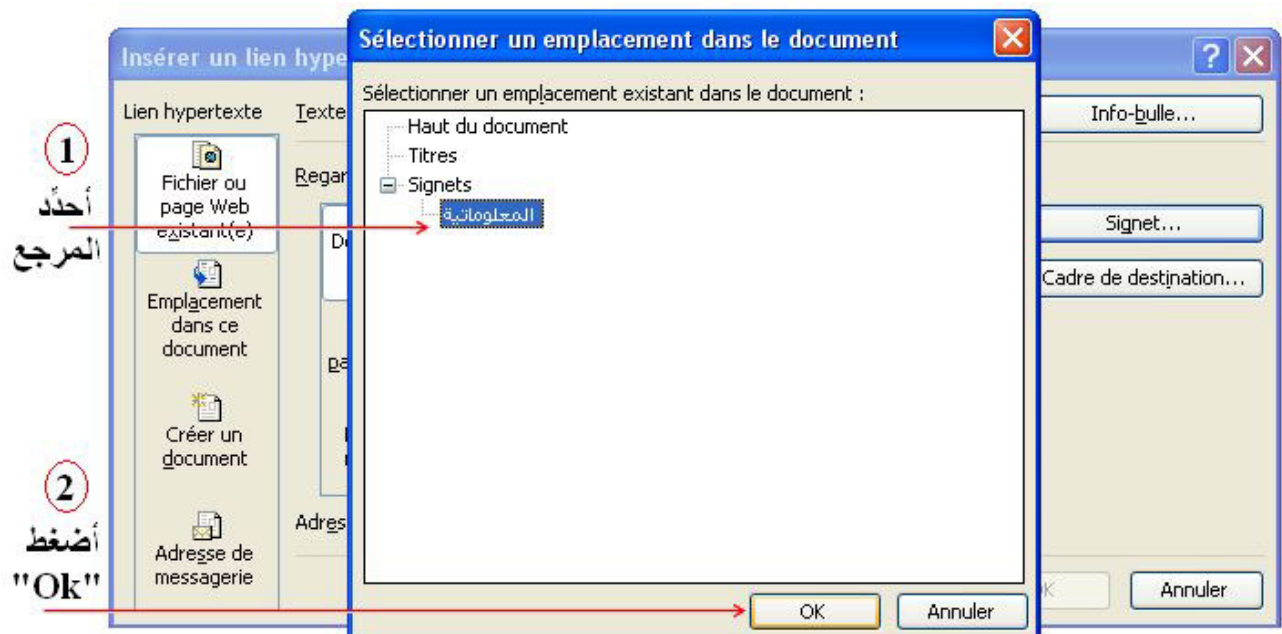 Sélectionner un emplacement dans le document
Insérer un lien hype
Sélectionner un emplacement existant dans le document :
Lien hypertexte
Texte
Haut du document
Info-bulle...
1
أحدَّد
المرجع
Fichier ou
page Web
existant(e)
Regar
Titres
Signets
المعلوماتية
Signet...
Cadre de destination...
Emplacement
dans ce
document
Créer un
document
2
أضغط
"Ok"
Adres
Adresse de
messagerie
OK
Annuler
Annuler